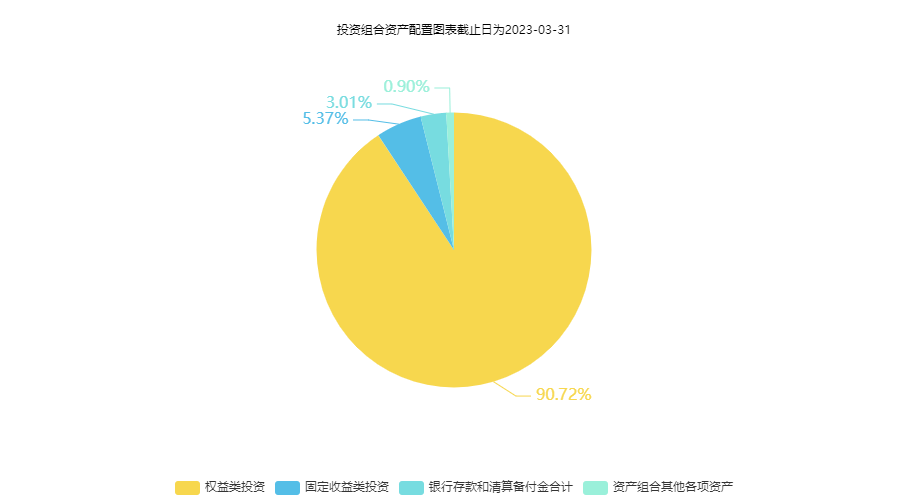 投资组合资产配置图表截止日为2023-03-31
0.90%
3.01%
5.37%
90.72%
权益类投资 固定收益类投资 银行存款和清算备付金合计 资产组合其他各项资产